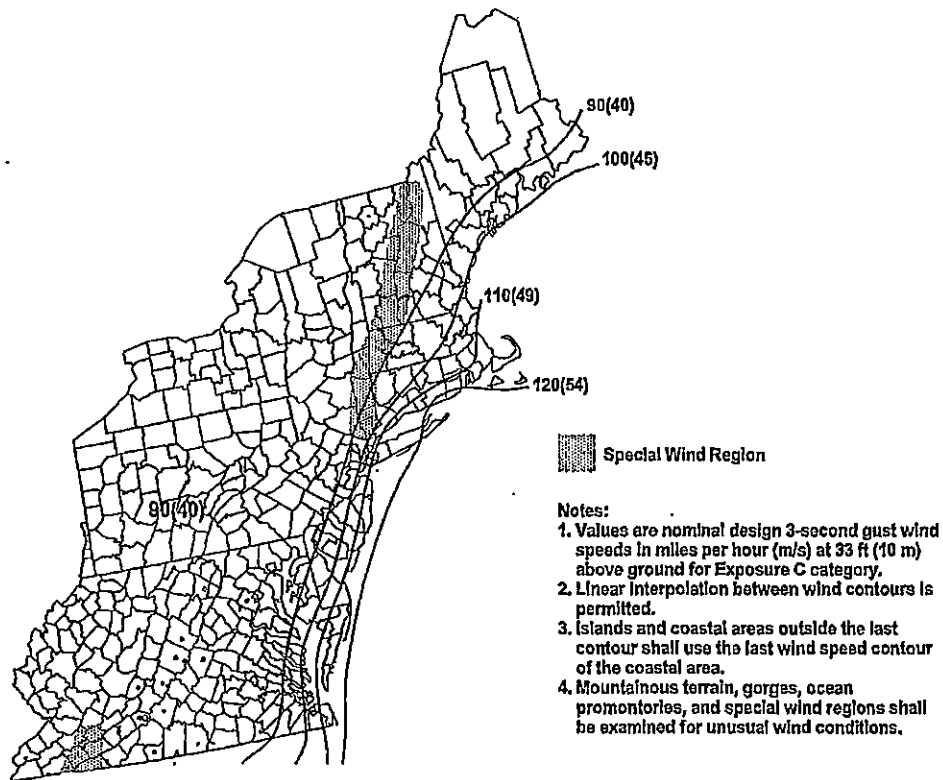 90(40)
100(45)
110(49)
120(54)
90(40)
Special Wind Region
Notes:
1. Values are nominal design 3-second gust wind
speeds in miles per hour (m/s) at 33 ft (10 m)
above ground for Exposure C category.
2. Linear interpolation between wind contours is
permitted.
3. Islands and coastal areas outside the last
contour shall use the last wind speed contour
of the coastal area.
4. Mountainous terrain, gorges, ocean
promontories, and special wind regions shall
be examined for unusual wind conditions.